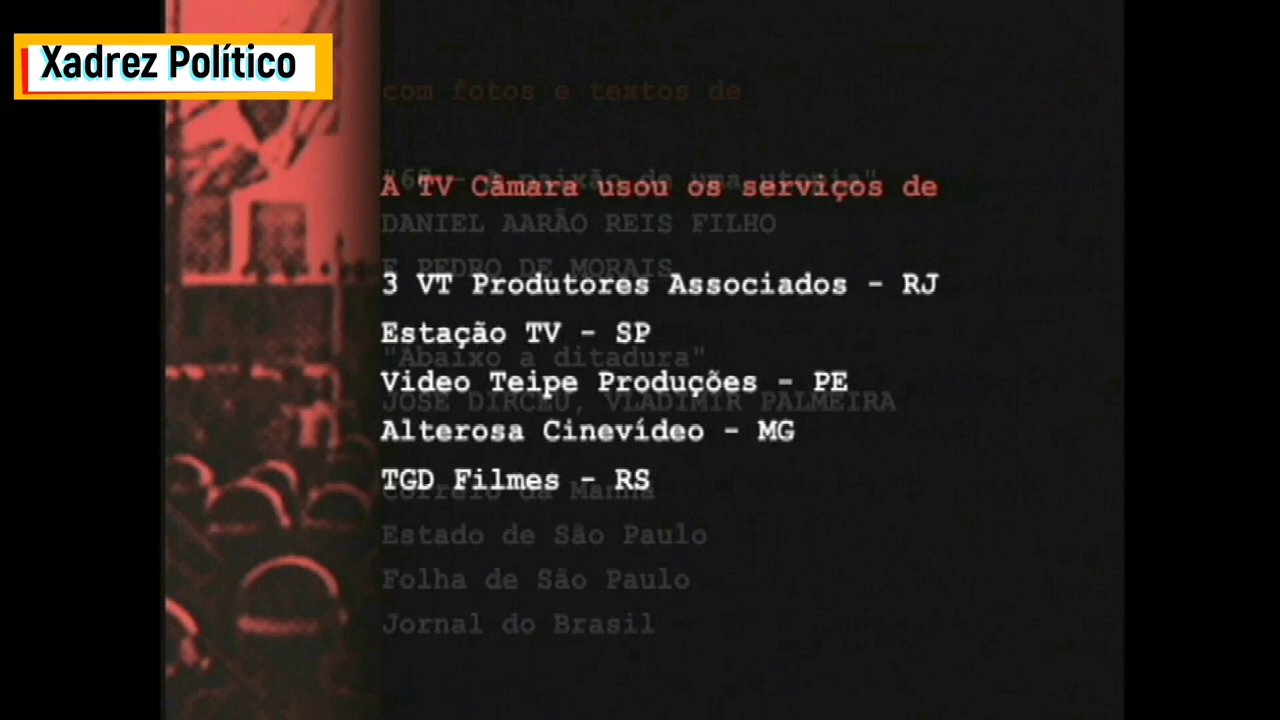 Xadrez Político
com fotos e textos de
"68 - A paixão de uma utopia"
A TV Câmara usou os serviços de
DANIEL AARÃO REIS FILHO
E PEDRO DE MORAIS
3 VT Produtores Associados - RJ
Estação TV - SP
"Abaixo a ditadura"
Video Teipe Produções - PE
JOSÉ DIRCEU, VLADIMIR PALMEIRA
Alterosa Cinevídeo - MG
TGD Filmes - RS
Correio da Manhã
Estado de São Paulo
Folha de São Paulo
Jornal do Brasil